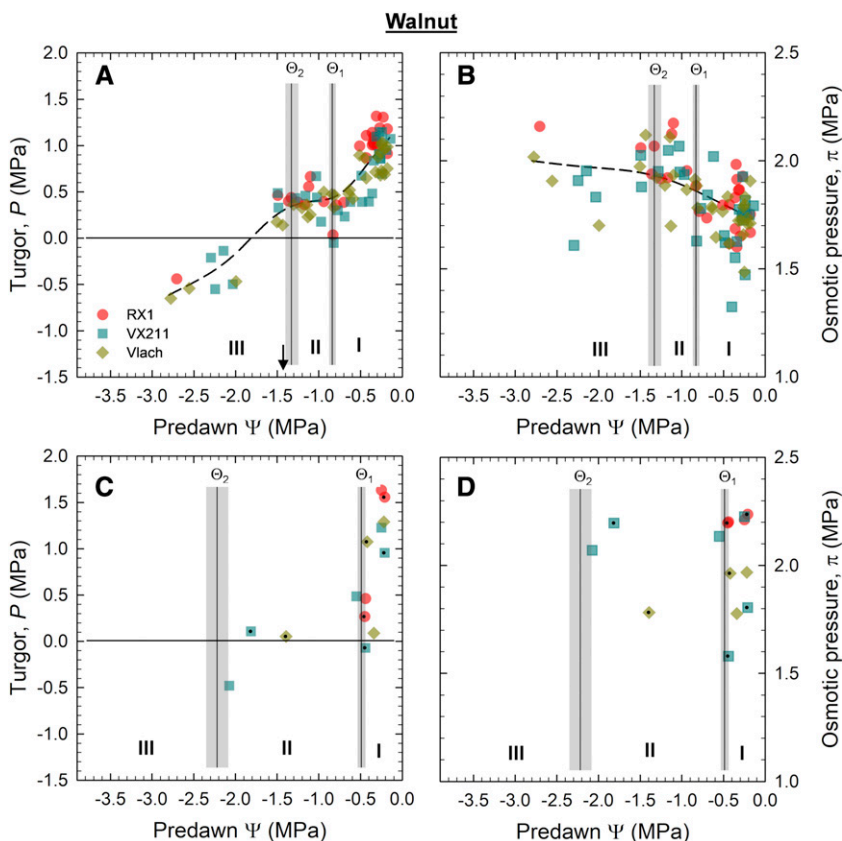 Walnut
A
Θ2
Θ1
2.0
1.5
1.0
0.5
0.0
-0.5
-1.0
-1.5
Turgor, P (MPa)
RX1
VX211
Vlach
III
II
I
-3.5 -3.0 -2.5 -2.0 -1.5 -1.0 -0.5 0.0
Predawn Ψ (MPa)
B
Θ2
Θ1
2.5
2.0
1.5
1.0
Osmotic pressure, π (MPa)
III
II
I
-3.5 -3.0 -2.5 -2.0 -1.5 -1.0 -0.5 0.0
Predawn Ψ (MPa)
C
Θ2
Θ1
2.0
1.5
1.0
0.5
0.0
-0.5
-1.0
-1.5
Turgor, P (MPa)
III
II
I
-3.5 -3.0 -2.5 -2.0 -1.5 -1.0 -0.5 0.0
Predawn Ψ (MPa)
D
Θ2
Θ1
2.5
2.0
1.5
1.0
Osmotic pressure, π (MPa)
III
II
I
-3.5 -3.0 -2.5 -2.0 -1.5 -1.0 -0.5 0.0
Predawn Ψ (MPa)